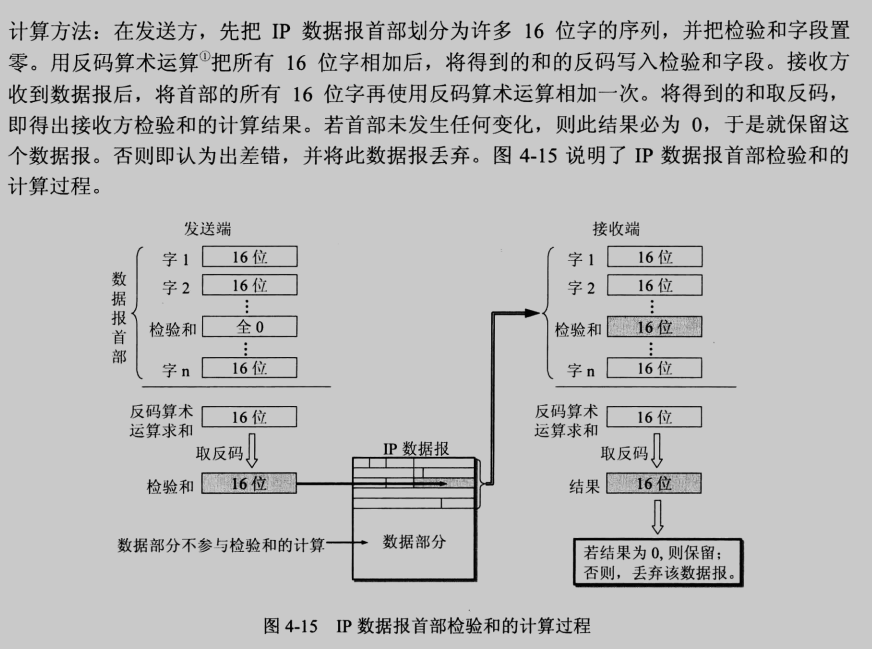 计算方法：在发送方，先把 IP 数据报首部划分为许多 16 位字的序列，并把检验和字段置
零。用反码算术运算①把所有 16 位字相加后，将得到的和的反码写入检验和字段。接收方
收到数据报后，将首部的所有 16 位字再使用反码算术运算相加一次。将得到的和取反码，
即得出接收方检验和的计算结果。若首部未发生任何变化，则此结果必为 0，于是就保留这
个数据报。否则即认为出差错，并将此数据报丢弃。图 4-15 说明了 IP 数据报首部检验和的
计算过程。
发送端
数据报首部
字 1 16 位
字 2 16 位
检验和 全 0
字 n 16 位
反码算术
运算求和
16 位
取反码
检验和 16 位
数据部分不参与检验和的计算
IP 数据报
数据部分
接收端
字 1 16 位
字 2 16 位
检验和 16 位
字 n 16 位
反码算术
运算求和
16 位
取反码
结果 16 位
若结果为 0, 则保留；
否则，丢弃该数据报。
图 4-15 IP 数据报首部检验和的计算过程